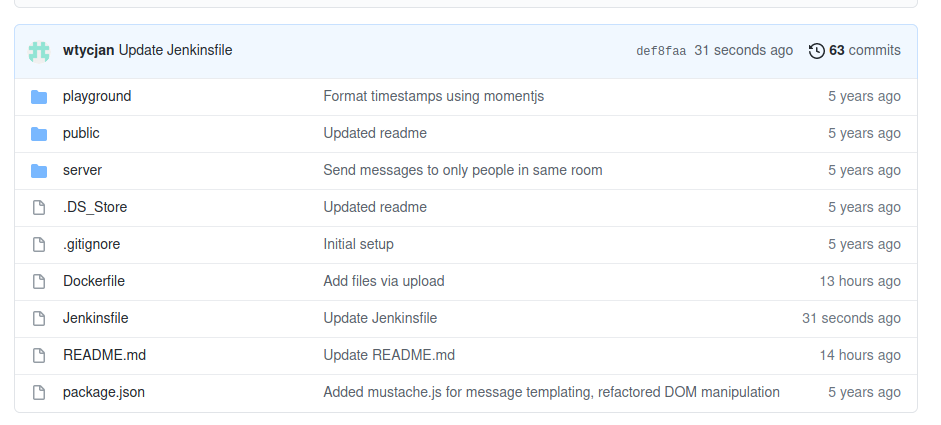 wtycjan Update Jenkinsfile def8faa 31 seconds ago 63 commits
playground Format timestamps using momentjs 5 years ago
public Updated readme 5 years ago
server Send messages to only people in same room 5 years ago
.DS_Store Updated readme 5 years ago
.gitignore Initial setup 5 years ago
Dockerfile Add files via upload 13 hours ago
Jenkinsfile Update Jenkinsfile 31 seconds ago
README.md Update README.md 14 hours ago
package.json Added mustache.js for message templating, refactored DOM manipulation 5 years ago